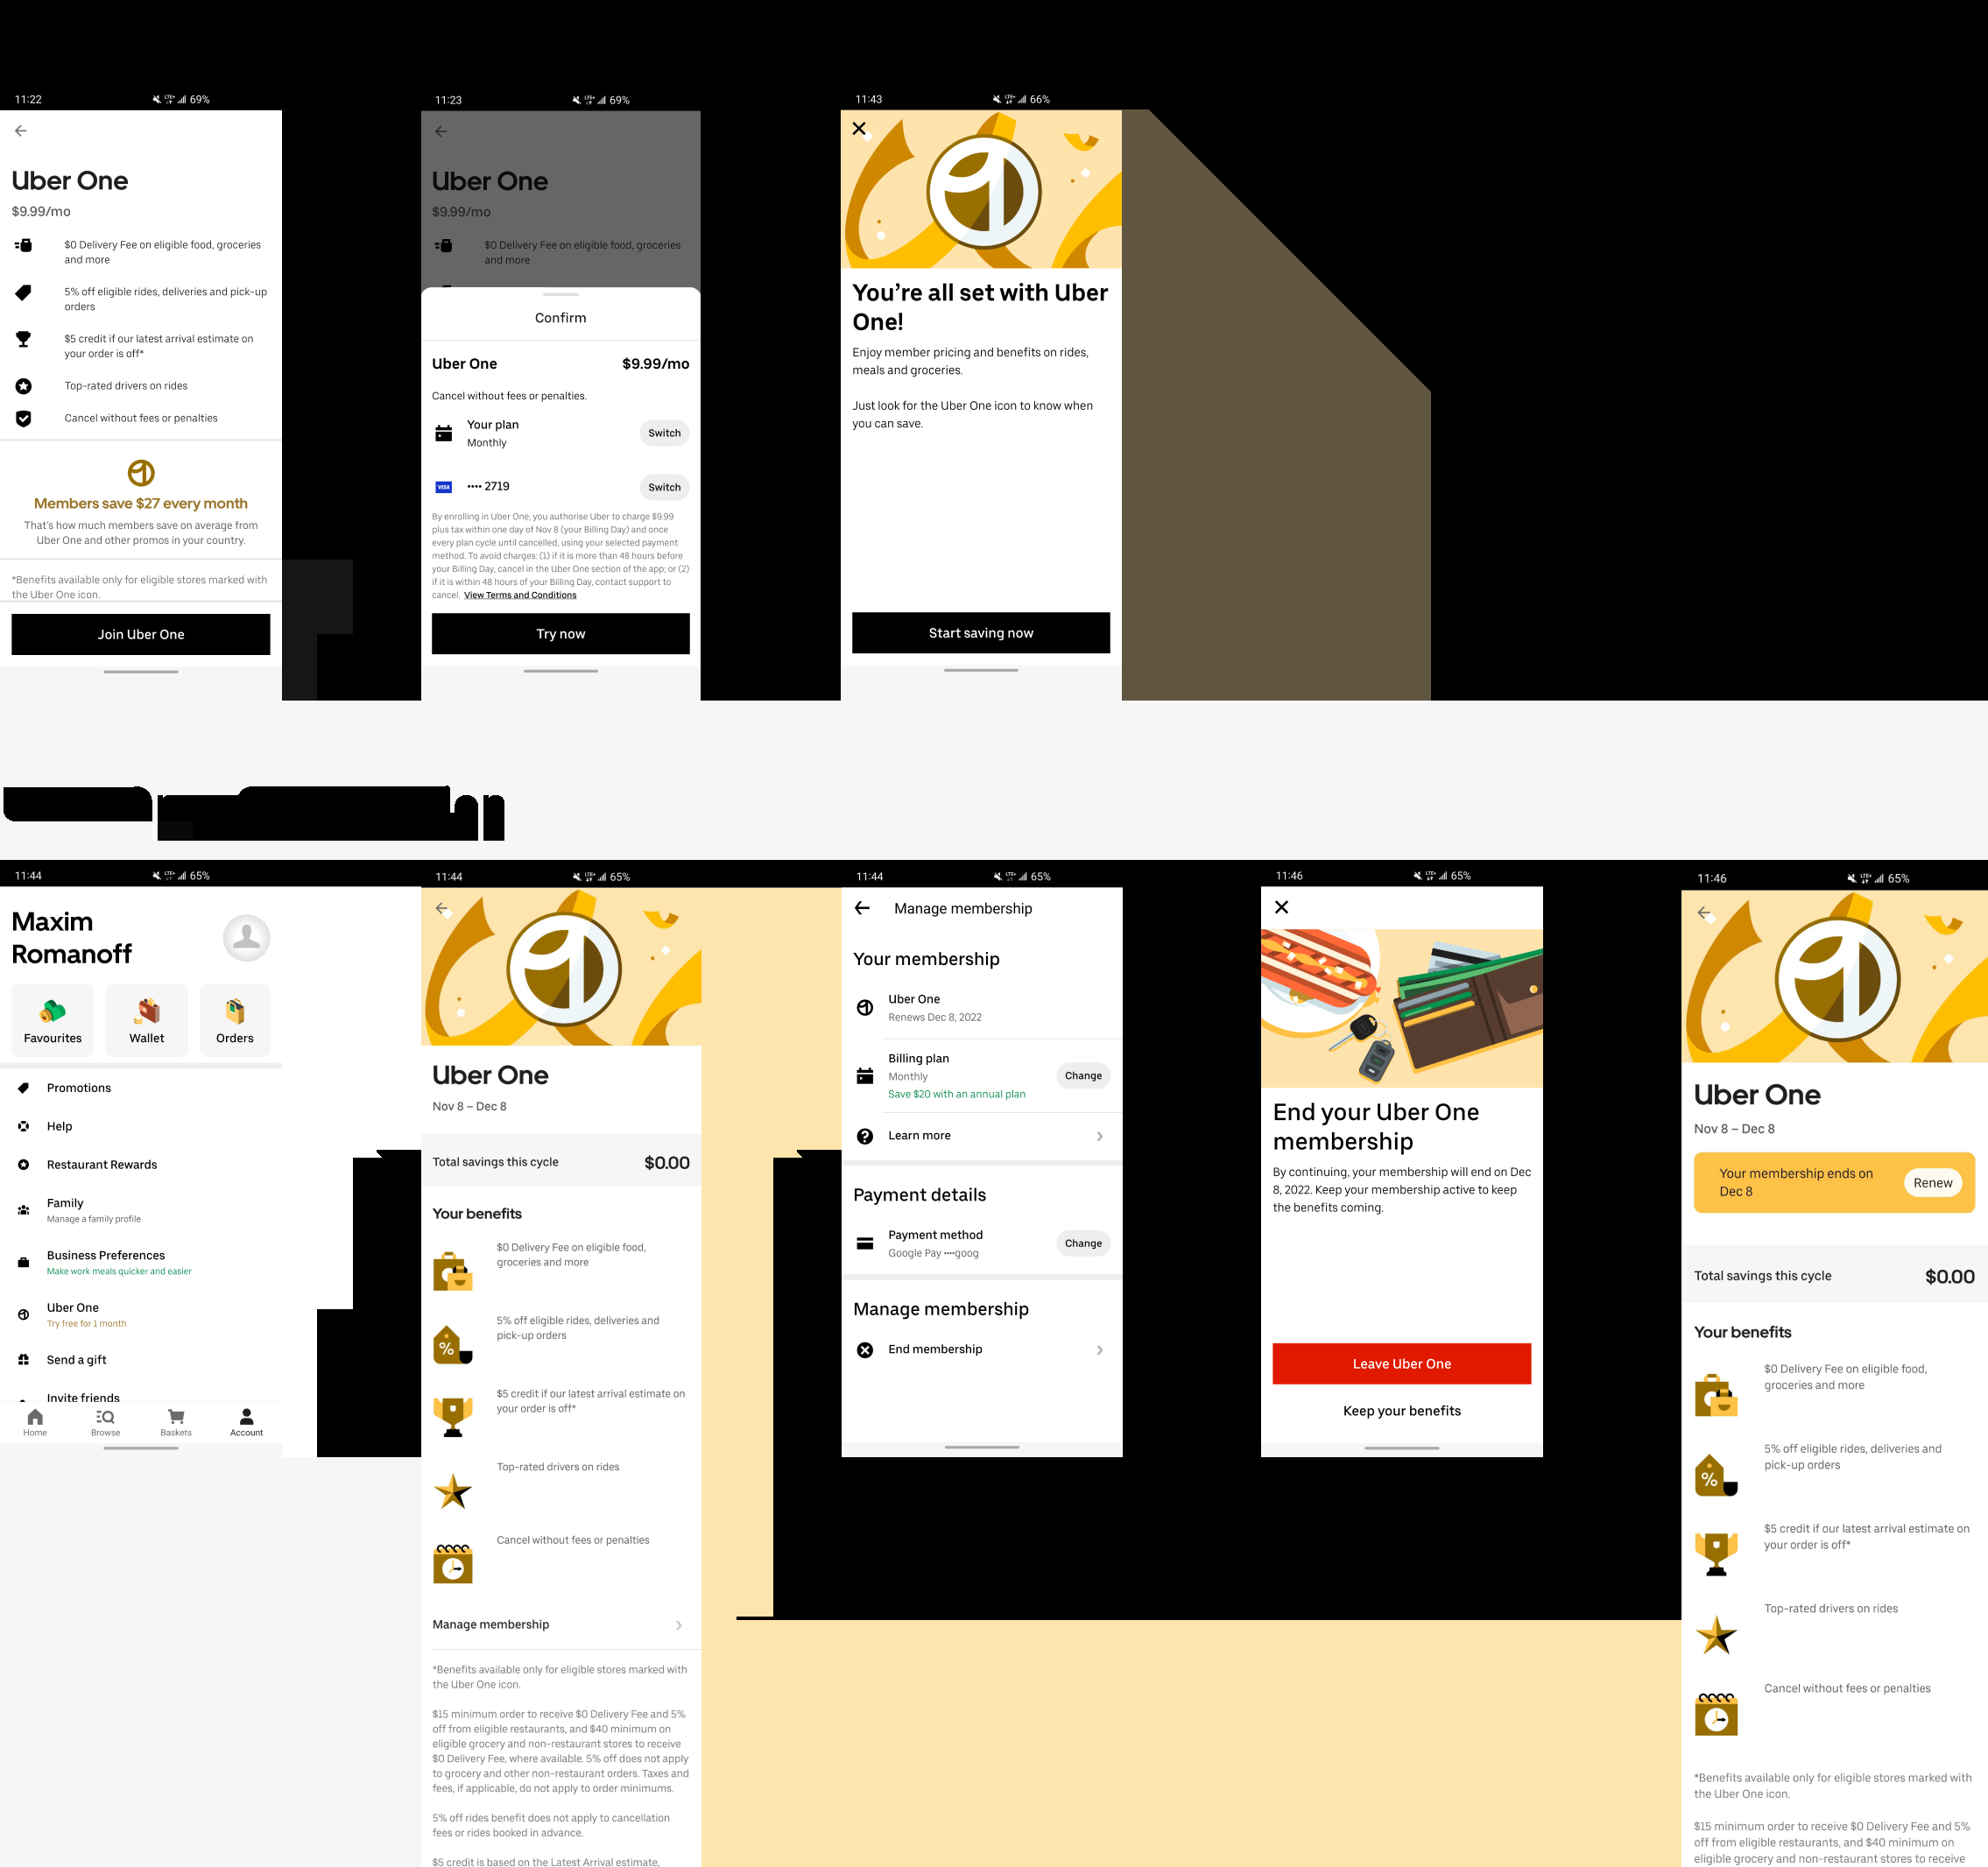 11:22
69%
Uber One
$9.99/mo
$0 Delivery Fee on eligible food, groceries
and more
5% off eligible rides, deliveries and pick-up
orders
$5 credit if our latest arrival estimate on
your order is off*
Top-rated drivers on rides
Cancel without fees or penalties
Members save $27 every month
That's how much members save on average from
Uber One and other promos in your country.
*Benefits available only for eligible stores marked with
the Uber One icon.
Join Uber One
11:23
69%
Uber One
$9.99/mo
$0 Delivery Fee on eligible food, groceries
and more
Confirm
Uber One $9.99/mo
Cancel without fees or penalties.
Your plan
Monthly
Switch
VISA •••• 2719
Switch
By enrolling in Uber One, you authorise Uber to charge $9.99
plus tax within one day of Nov 8 (your Billing Day) and once
every plan cycle until cancelled, using your selected payment
method. To avoid charges: (1) if it is more than 48 hours before
your Billing Day, cancel in the Uber One section of the app; or (2)
if it is within 48 hours of your Billing Day, contact support to
cancel. View Terms and Conditions
Try now
11:43
66%
You're all set with Uber
One!
Enjoy member pricing and benefits on rides,
meals and groceries.
Just look for the Uber One icon to know when
you can save.
Start saving now
11:44
65%
Maxim
Romanoff
Favourites
Wallet
Orders
Promotions
Help
Restaurant Rewards
Family
Manage a family profile
Business Preferences
Make work meals quicker and easier
Uber One
Try free for 1 month
Send a gift
Invite friends
Home
Browse
Baskets
Account
11:44
65%
Uber One
Nov 8 – Dec 8
Total savings this cycle $0.00
Your benefits
$0 Delivery Fee on eligible food,
groceries and more
5% off eligible rides, deliveries and
pick-up orders
$5 credit if our latest arrival estimate on
your order is off*
Top-rated drivers on rides
Cancel without fees or penalties
Manage membership
*Benefits available only for eligible stores marked with
the Uber One icon.
$15 minimum order to receive $0 Delivery Fee and 5%
off from eligible restaurants, and $40 minimum on
eligible grocery and non-restaurant stores to receive
$0 Delivery Fee, where available. 5% off does not apply
to grocery and other non-restaurant orders. Taxes and
fees, if applicable, do not apply to order minimums.
5% off rides benefit does not apply to cancellation
fees or rides booked in advance.
$5 credit is based on the Latest Arrival estimate,
11:44
65%
Manage membership
Your membership
Uber One
Renews Dec 8, 2022
Billing plan
Monthly
Save $20 with an annual plan
Change
Learn more
Payment details
Payment method
Google Pay ••••goog
Change
Manage membership
End membership
11:46
65%
End your Uber One
membership
By continuing, your membership will end on Dec
8, 2022. Keep your membership active to keep
the benefits coming.
Leave Uber One
Keep your benefits
11:46
65%
Uber One
Nov 8 – Dec 8
Your membership ends on
Dec 8
Renew
Total savings this cycle $0.00
Your benefits
$0 Delivery Fee on eligible food,
groceries and more
5% off eligible rides, deliveries and
pick-up orders
$5 credit if our latest arrival estimate on
your order is off*
Top-rated drivers on rides
Cancel without fees or penalties
*Benefits available only for eligible stores marked with
the Uber One icon.
$15 minimum order to receive $0 Delivery Fee and 5%
off from eligible restaurants, and $40 minimum on
eligible grocery and non-restaurant stores to receive